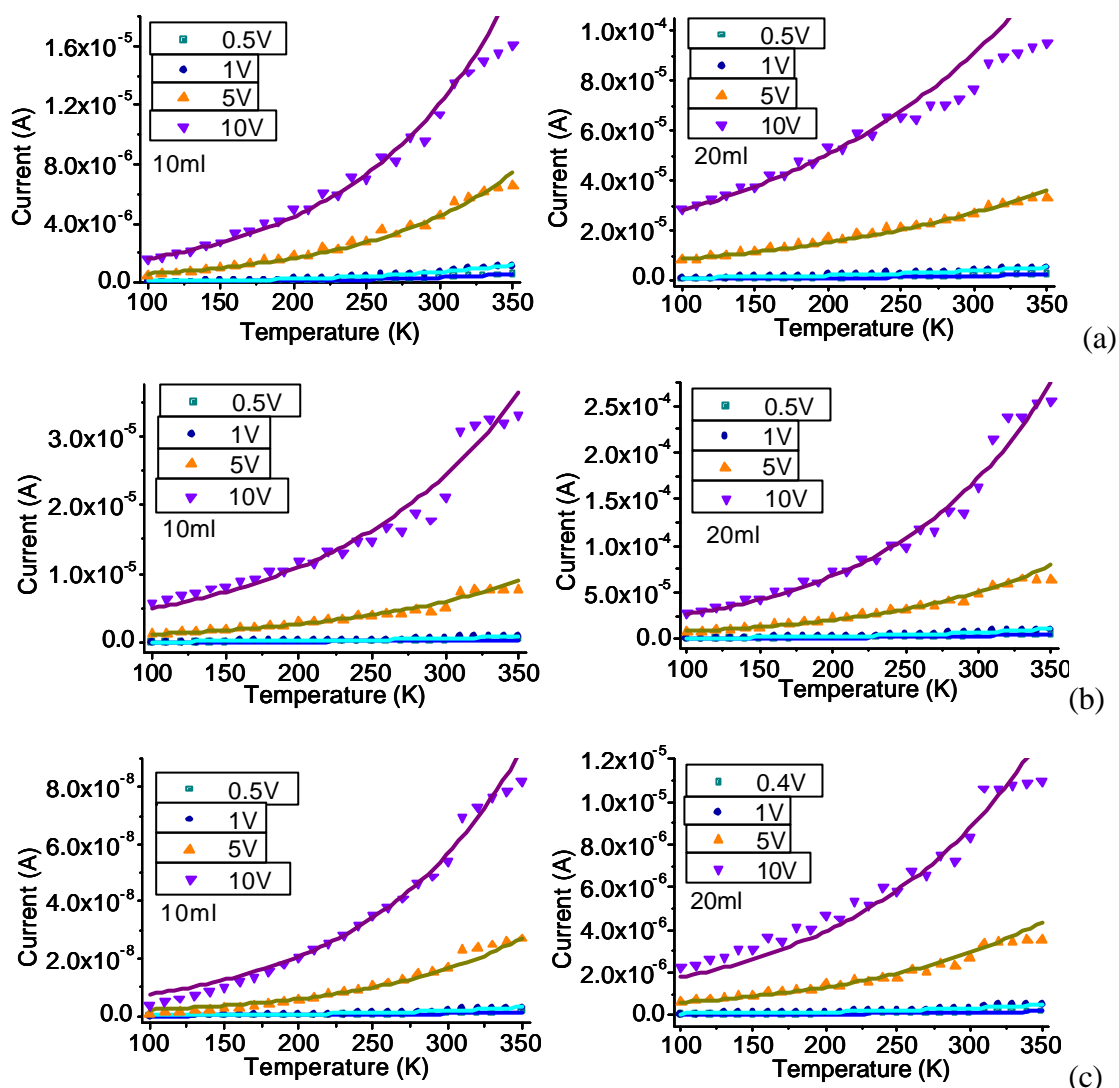 1.6x10⁻⁵
1.2x10⁻⁵
8.0x10⁻⁶
4.0x10⁻⁶
0.0
Current (A)
0.5V
1V
5V
10V
10ml
100 150 200 250 300 350
Temperature (K)
1.0x10⁻⁴
8.0x10⁻⁵
6.0x10⁻⁵
4.0x10⁻⁵
2.0x10⁻⁵
0.0
Current (A)
0.5V
1V
5V
10V
20ml
100 150 200 250 300 350
Temperature (K)
(a)
3.0x10⁻⁵
2.0x10⁻⁵
1.0x10⁻⁵
0.0
Current (A)
0.5V
1V
5V
10V
10ml
100 150 200 250 300 350
Temperature (K)
2.5x10⁻⁴
2.0x10⁻⁴
1.5x10⁻⁴
1.0x10⁻⁴
5.0x10⁻⁵
0.0
Current (A)
0.5V
1V
5V
10V
20ml
100 150 200 250 300 350
Temperature (K)
(b)
8.0x10⁻⁸
6.0x10⁻⁸
4.0x10⁻⁸
2.0x10⁻⁸
0.0
Current (A)
0.5V
1V
5V
10V
10ml
100 150 200 250 300 350
Temperature (K)
1.2x10⁻⁵
1.0x10⁻⁵
8.0x10⁻⁶
6.0x10⁻⁶
4.0x10⁻⁶
2.0x10⁻⁶
0.0
Current (A)
0.4V
1V
5V
10V
20ml
100 150 200 250 300 350
Temperature (K)
(c)